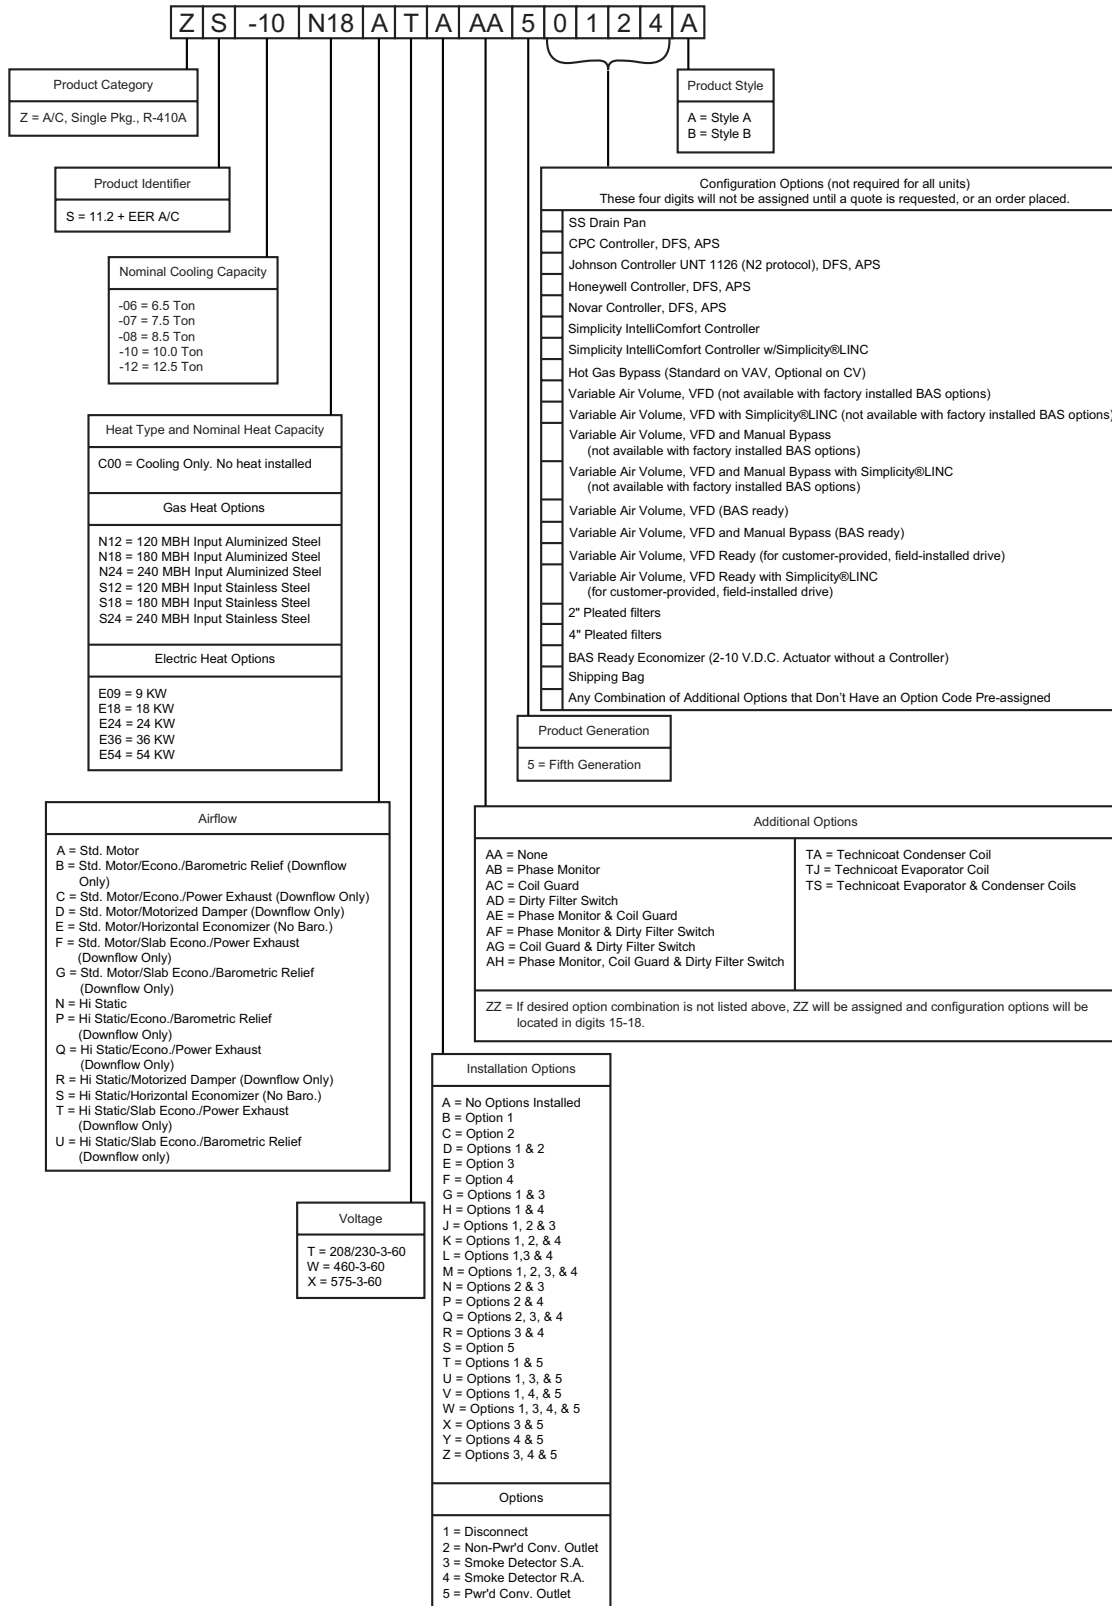 Z S -10 N18 A T A AA 5 0 1 2 4 A
Product Category
Z = A/C, Single Pkg., R-410A
Product Style
A = Style A
B = Style B
Product Identifier
S = 11.2 + EER A/C
Nominal Cooling Capacity
-06 = 6.5 Ton
-07 = 7.5 Ton
-08 = 8.5 Ton
-10 = 10.0 Ton
-12 = 12.5 Ton
Configuration Options (not required for all units)
These four digits will not be assigned until a quote is requested, or an order placed.
SS Drain Pan
CPC Controller, DFS, APS
Johnson Controller UNT 1126 (N2 protocol), DFS, APS
Honeywell Controller, DFS, APS
Novar Controller, DFS, APS
Simplicity IntelliComfort Controller
Simplicity IntelliComfort Controller w/Simplicity®LINC
Hot Gas Bypass (Standard on VAV, Optional on CV)
Variable Air Volume, VFD (not available with factory installed BAS options)
Variable Air Volume, VFD with Simplicity®LINC (not available with factory installed BAS options)
Variable Air Volume, VFD and Manual Bypass
(not available with factory installed BAS options)
Variable Air Volume, VFD and Manual Bypass with Simplicity®LINC
(not available with factory installed BAS options)
Variable Air Volume, VFD (BAS ready)
Variable Air Volume, VFD and Manual Bypass (BAS ready)
Variable Air Volume, VFD Ready (for customer-provided, field-installed drive)
Variable Air Volume, VFD Ready with Simplicity®LINC
(for customer-provided, field-installed drive)
2" Pleated filters
4" Pleated filters
BAS Ready Economizer (2-10 V.D.C. Actuator without a Controller)
Shipping Bag
Any Combination of Additional Options that Don't Have an Option Code Pre-assigned
Heat Type and Nominal Heat Capacity
C00 = Cooling Only. No heat installed
Gas Heat Options
N12 = 120 MBH Input Aluminized Steel
N18 = 180 MBH Input Aluminized Steel
N24 = 240 MBH Input Aluminized Steel
S12 = 120 MBH Input Stainless Steel
S18 = 180 MBH Input Stainless Steel
S24 = 240 MBH Input Stainless Steel
Electric Heat Options
E09 = 9 KW
E18 = 18 KW
E24 = 24 KW
E36 = 36 KW
E54 = 54 KW
Product Generation
5 = Fifth Generation
Airflow
A = Std. Motor
B = Std. Motor/Econo./Barometric Relief (Downflow
Only)
C = Std. Motor/Econo./Power Exhaust (Downflow Only)
D = Std. Motor/Motorized Damper (Downflow Only)
E = Std. Motor/Horizontal Economizer (No Baro.)
F = Std. Motor/Slab Econo./Power Exhaust
(Downflow Only)
G = Std. Motor/Slab Econo./Barometric Relief
(Downflow Only)
N = Hi Static
P = Hi Static/Econo./Barometric Relief
(Downflow Only)
Q = Hi Static/Econo./Power Exhaust
(Downflow Only)
R = Hi Static/Motorized Damper (Downflow Only)
S = Hi Static/Horizontal Economizer (No Baro.)
T = Hi Static/Slab Econo./Power Exhaust
(Downflow Only)
U = Hi Static/Slab Econo./Barometric Relief
(Downflow only)
Additional Options
AA = None
AB = Phase Monitor
AC = Coil Guard
AD = Dirty Filter Switch
AE = Phase Monitor & Coil Guard
AF = Phase Monitor & Dirty Filter Switch
AG = Coil Guard & Dirty Filter Switch
AH = Phase Monitor, Coil Guard & Dirty Filter Switch
TA = Technicoat Condenser Coil
TJ = Technicoat Evaporator Coil
TS = Technicoat Evaporator & Condenser Coils
ZZ = If desired option combination is not listed above, ZZ will be assigned and configuration options will be
located in digits 15-18.
Installation Options
A = No Options Installed
B = Option 1
C = Option 2
D = Options 1 & 2
E = Option 3
F = Option 4
G = Options 1 & 3
H = Options 1 & 4
J = Options 1, 2 & 3
K = Options 1, 2, & 4
L = Options 1,3 & 4
M = Options 1, 2, 3, & 4
N = Options 2 & 3
P = Options 2 & 4
Q = Options 2, 3, & 4
R = Options 3 & 4
S = Option 5
T = Options 1 & 5
U = Options 1, 3, & 5
V = Options 1, 4, & 5
W = Options 1, 3, 4, & 5
X = Options 3 & 5
Y = Options 4 & 5
Z = Options 3, 4 & 5
Options
1 = Disconnect
2 = Non-Pwr'd Conv. Outlet
3 = Smoke Detector S.A.
4 = Smoke Detector R.A.
5 = Pwr'd Conv. Outlet
Voltage
T = 208/230-3-60
W = 460-3-60
X = 575-3-60